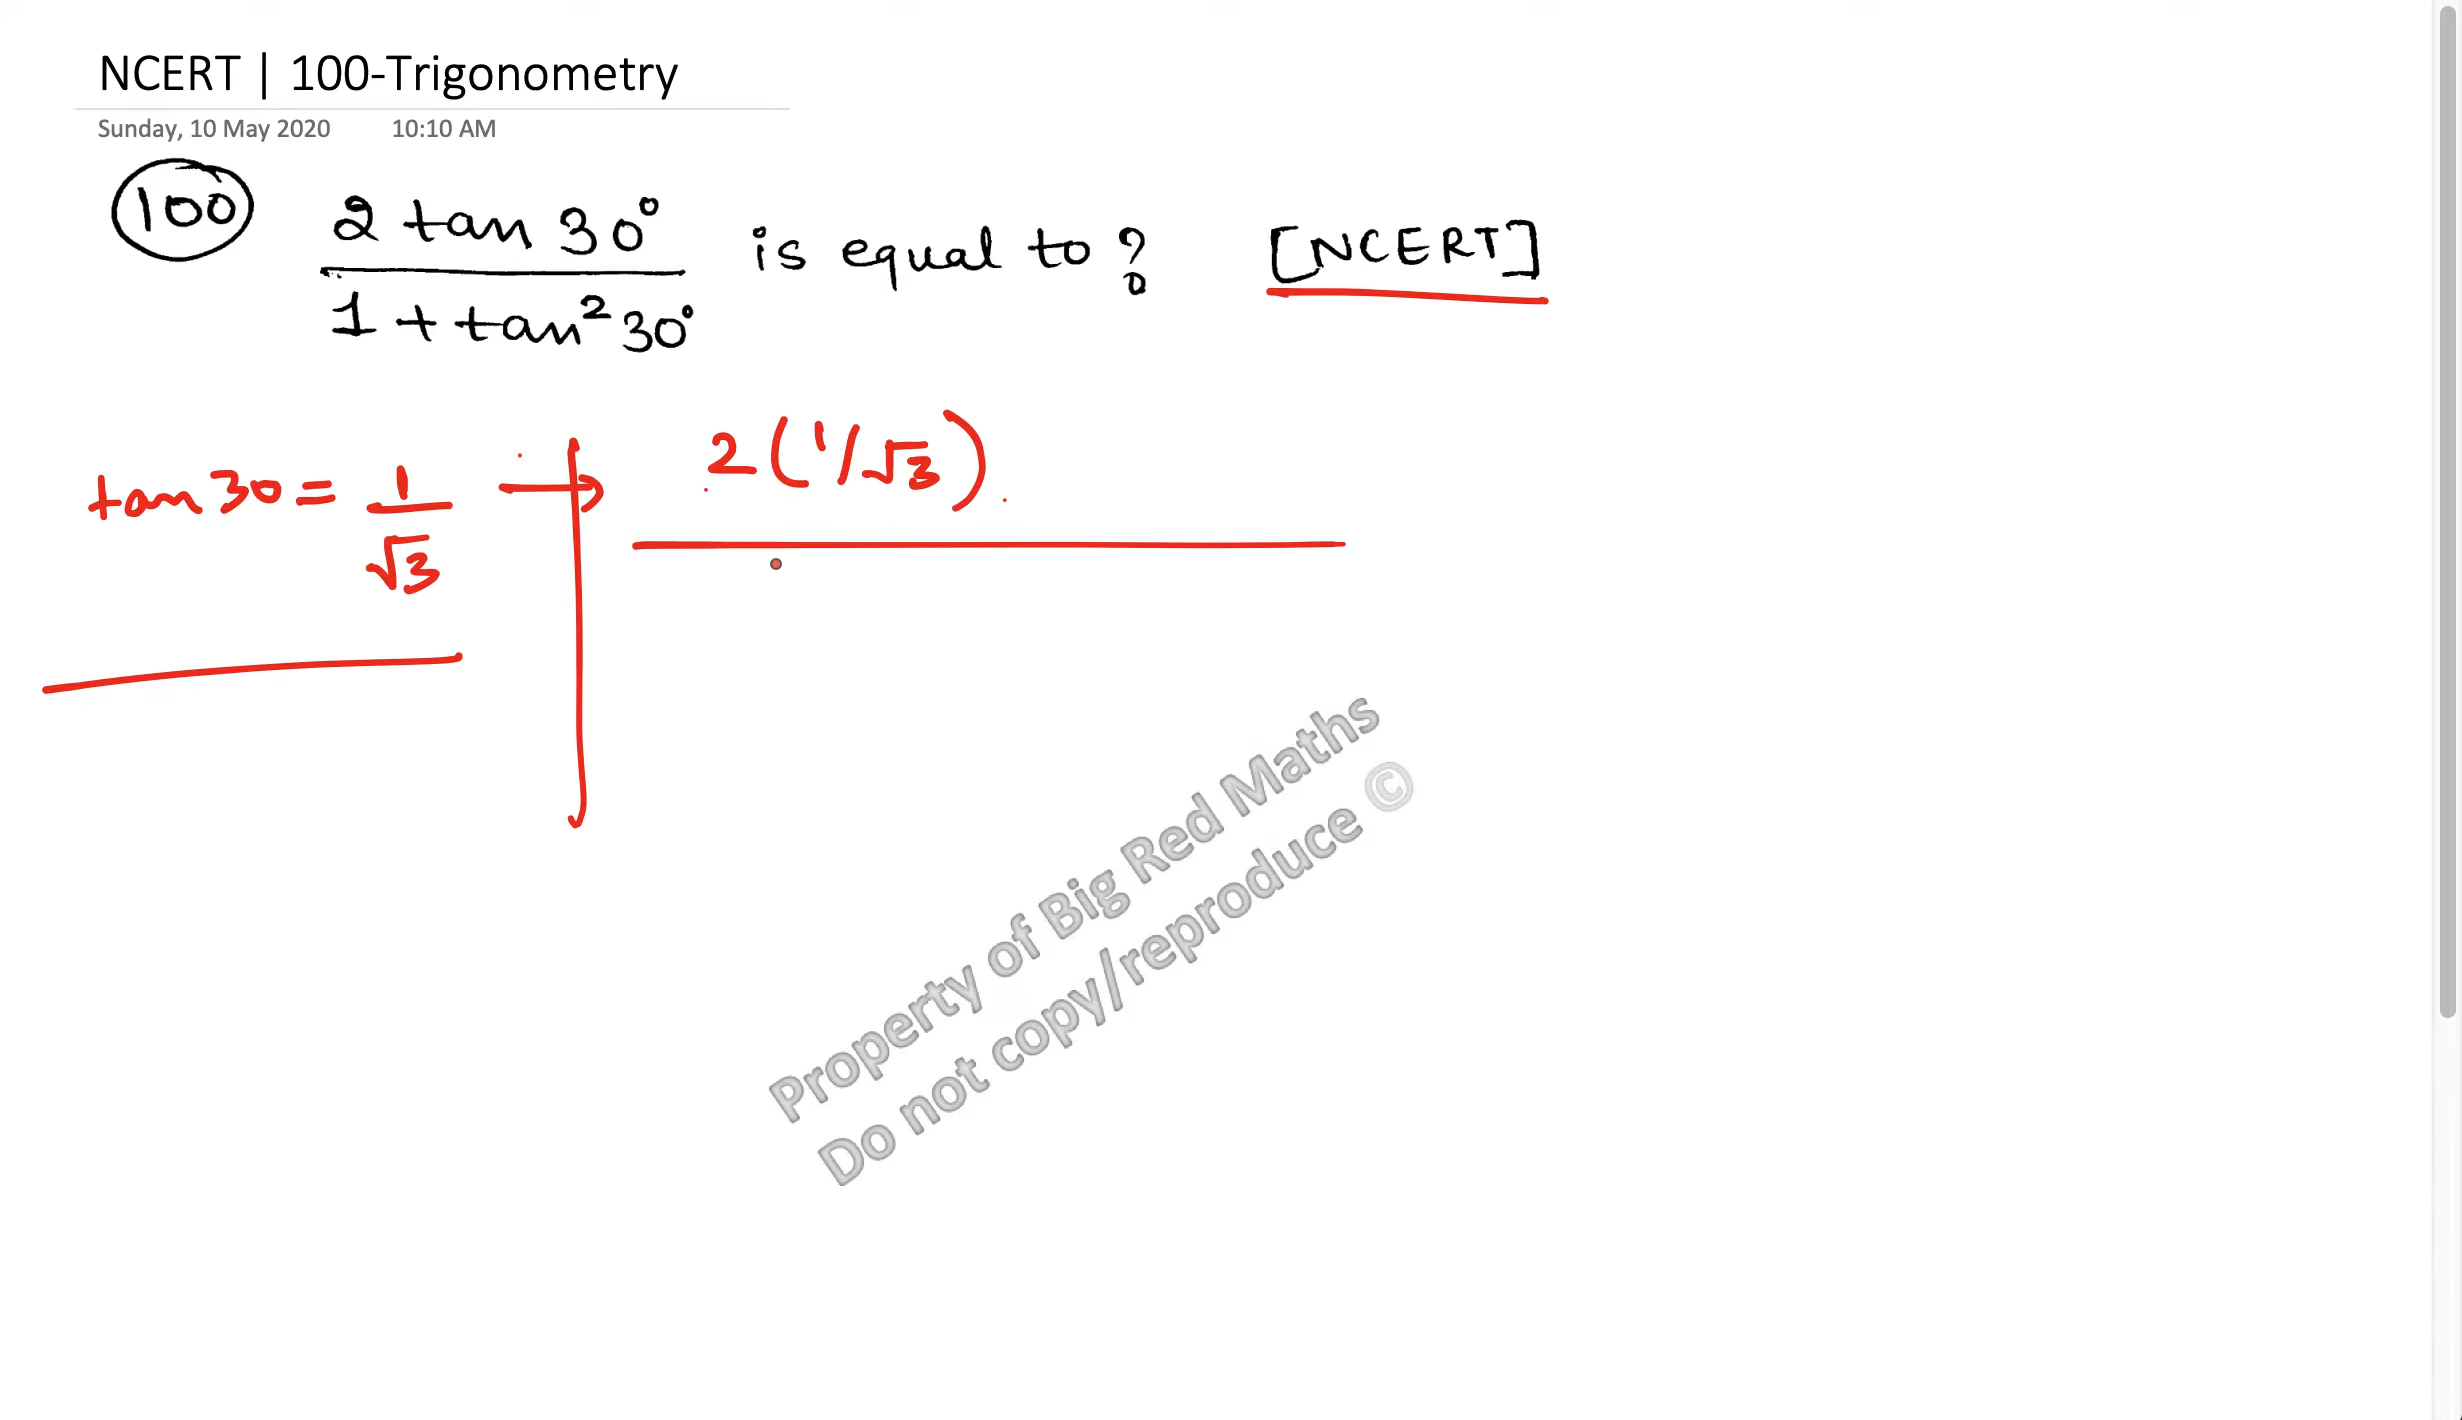 NCERT | 100-Trigonometry
Sunday, 10 May 2020 10:10 AM
100
2 tan 30° / 1 + tan² 30° is equal to ? [NCERT]
tan 30 = 1/√3 → 2 (1/√3)
Property of Big Red Maths
Do not copy/reproduce ©